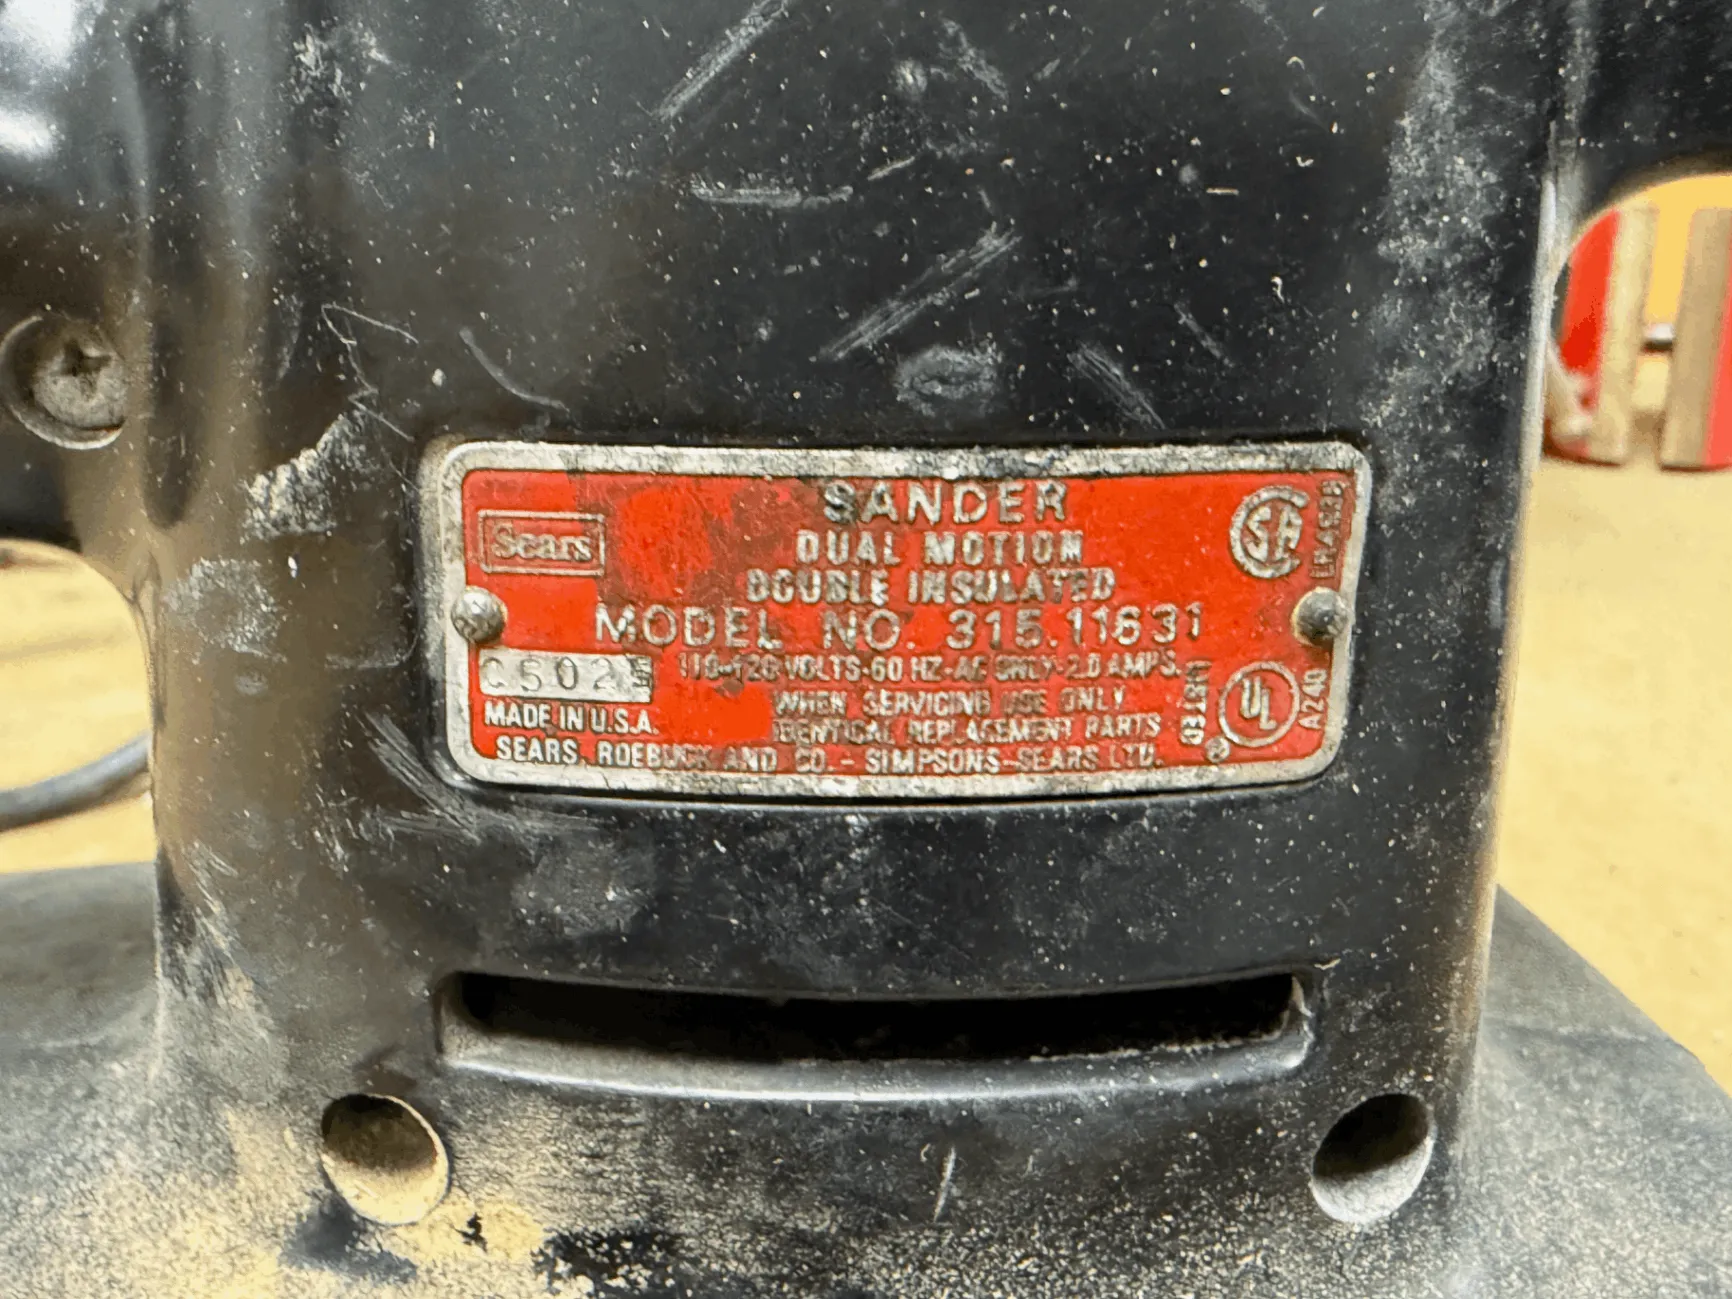 Sears
SANDER
DUAL MOTION
DOUBLE INSULATED
MODEL NO. 315.11631
110-120 VOLTS-60 HZ-AC ONLY-2.0 AMPS.
WHEN SERVICING USE ONLY
IDENTICAL REPLACEMENT PARTS
MADE IN U.S.A.
SEARS, ROEBUCK AND CO. - SIMPSONS-SEARS LTD.
SA
LISTED
UL
®
A240